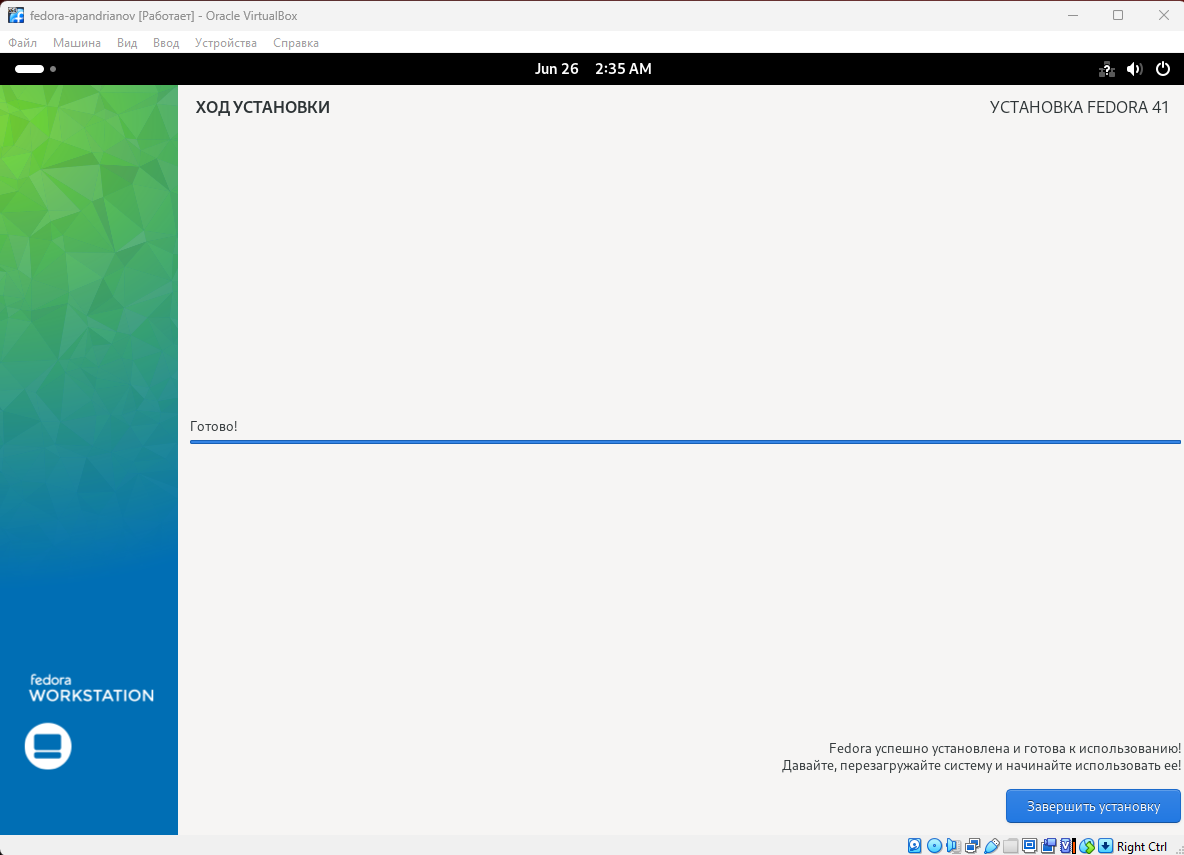 fedora-apandrianov [Работает] - Oracle VirtualBox
Файл Машина Вид Ввод Устройства Справка
Jun 26 2:35 AM
ХОД УСТАНОВКИ
УСТАНОВКА FEDORA 41
Готово!
fedora
WORKSTATION
Fedora успешно установлена и готова к использованию!
Давайте, перезагружайте систему и начинайте использовать ее!
Завершить установку
Right Ctrl